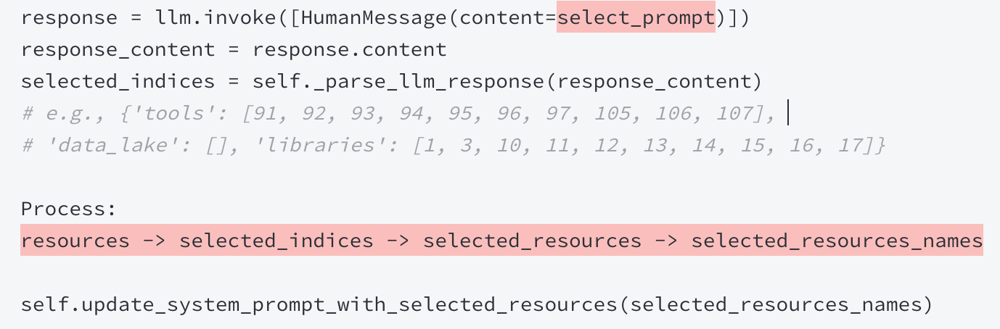 response = llm.invoke([HumanMessage(content=select_prompt)])
response_content = response.content
selected_indices = self._parse_llm_response(response_content)
# e.g., {'tools': [91, 92, 93, 94, 95, 96, 97, 105, 106, 107],
# 'data_lake': [], 'libraries': [1, 3, 10, 11, 12, 13, 14, 15, 16, 17]}
Process:
resources -> selected_indices -> selected_resources -> selected_resources_names
self.update_system_prompt_with_selected_resources(selected_resources_names)